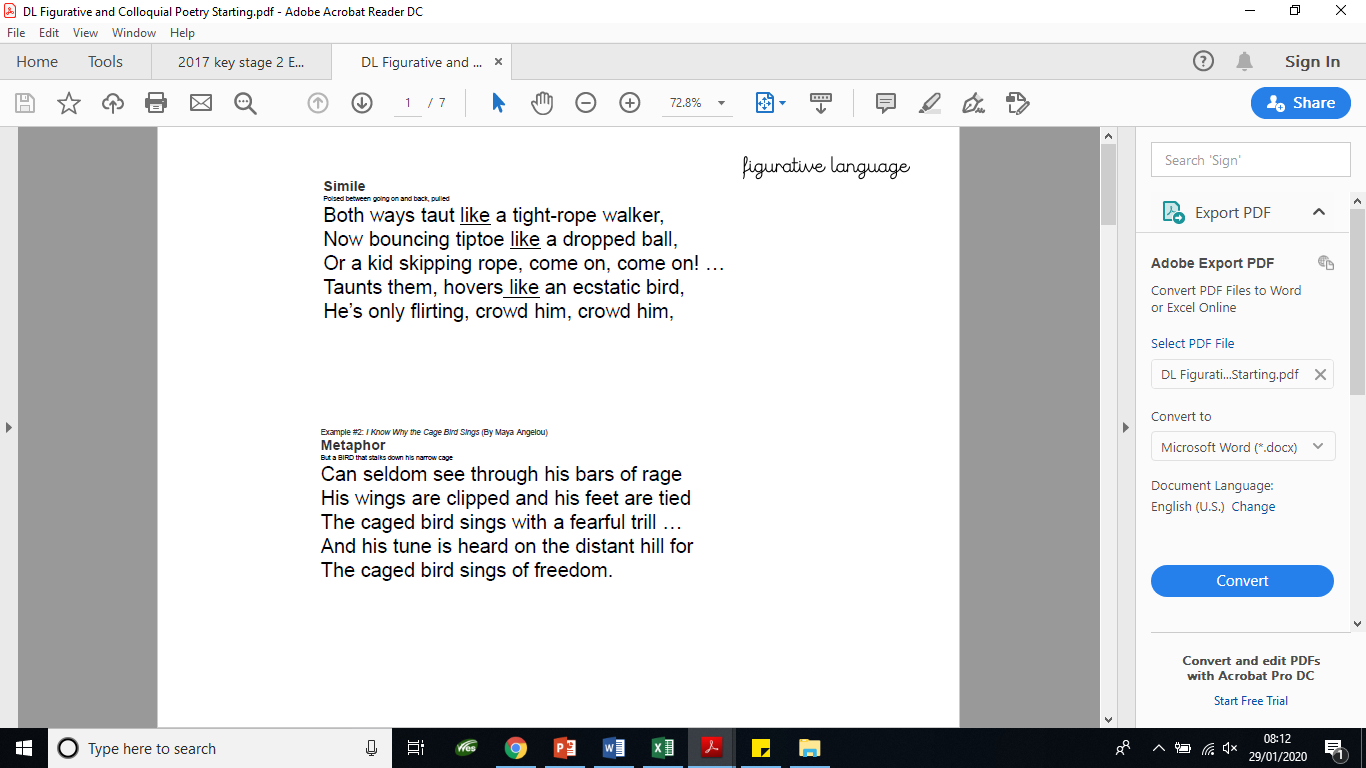 DL Figurative and Colloquial Poetry Starting.pdf - Adobe Acrobat Reader DC
File Edit View Window Help
Home Tools 2017 key stage 2 E... DL Figurative and ... × Sign In
1 / 7 72.8% Share
figurative language
Simile
Poised between going on and back, pulled
Both ways taut like a tight-rope walker,
Now bouncing tiptoe like a dropped ball,
Or a kid skipping rope, come on, come on! …
Taunts them, hovers like an ecstatic bird,
He's only flirting, crowd him, crowd him,
Example #2: I Know Why the Cage Bird Sings (By Maya Angelou)
Metaphor
But a BIRD that stalks down his narrow cage
Can seldom see through his bars of rage
His wings are clipped and his feet are tied
The caged bird sings with a fearful trill …
And his tune is heard on the distant hill for
The caged bird sings of freedom.
Search 'Sign'
Export PDF
Adobe Export PDF
Convert PDF Files to Word
or Excel Online
Select PDF File
DL Figurati...Starting.pdf
Convert to
Microsoft Word (*.docx)
Document Language:
English (U.S.) Change
Convert
Convert and edit PDFs
with Acrobat Pro DC
Start Free Trial
Type here to search
08:12
29/01/2020
1